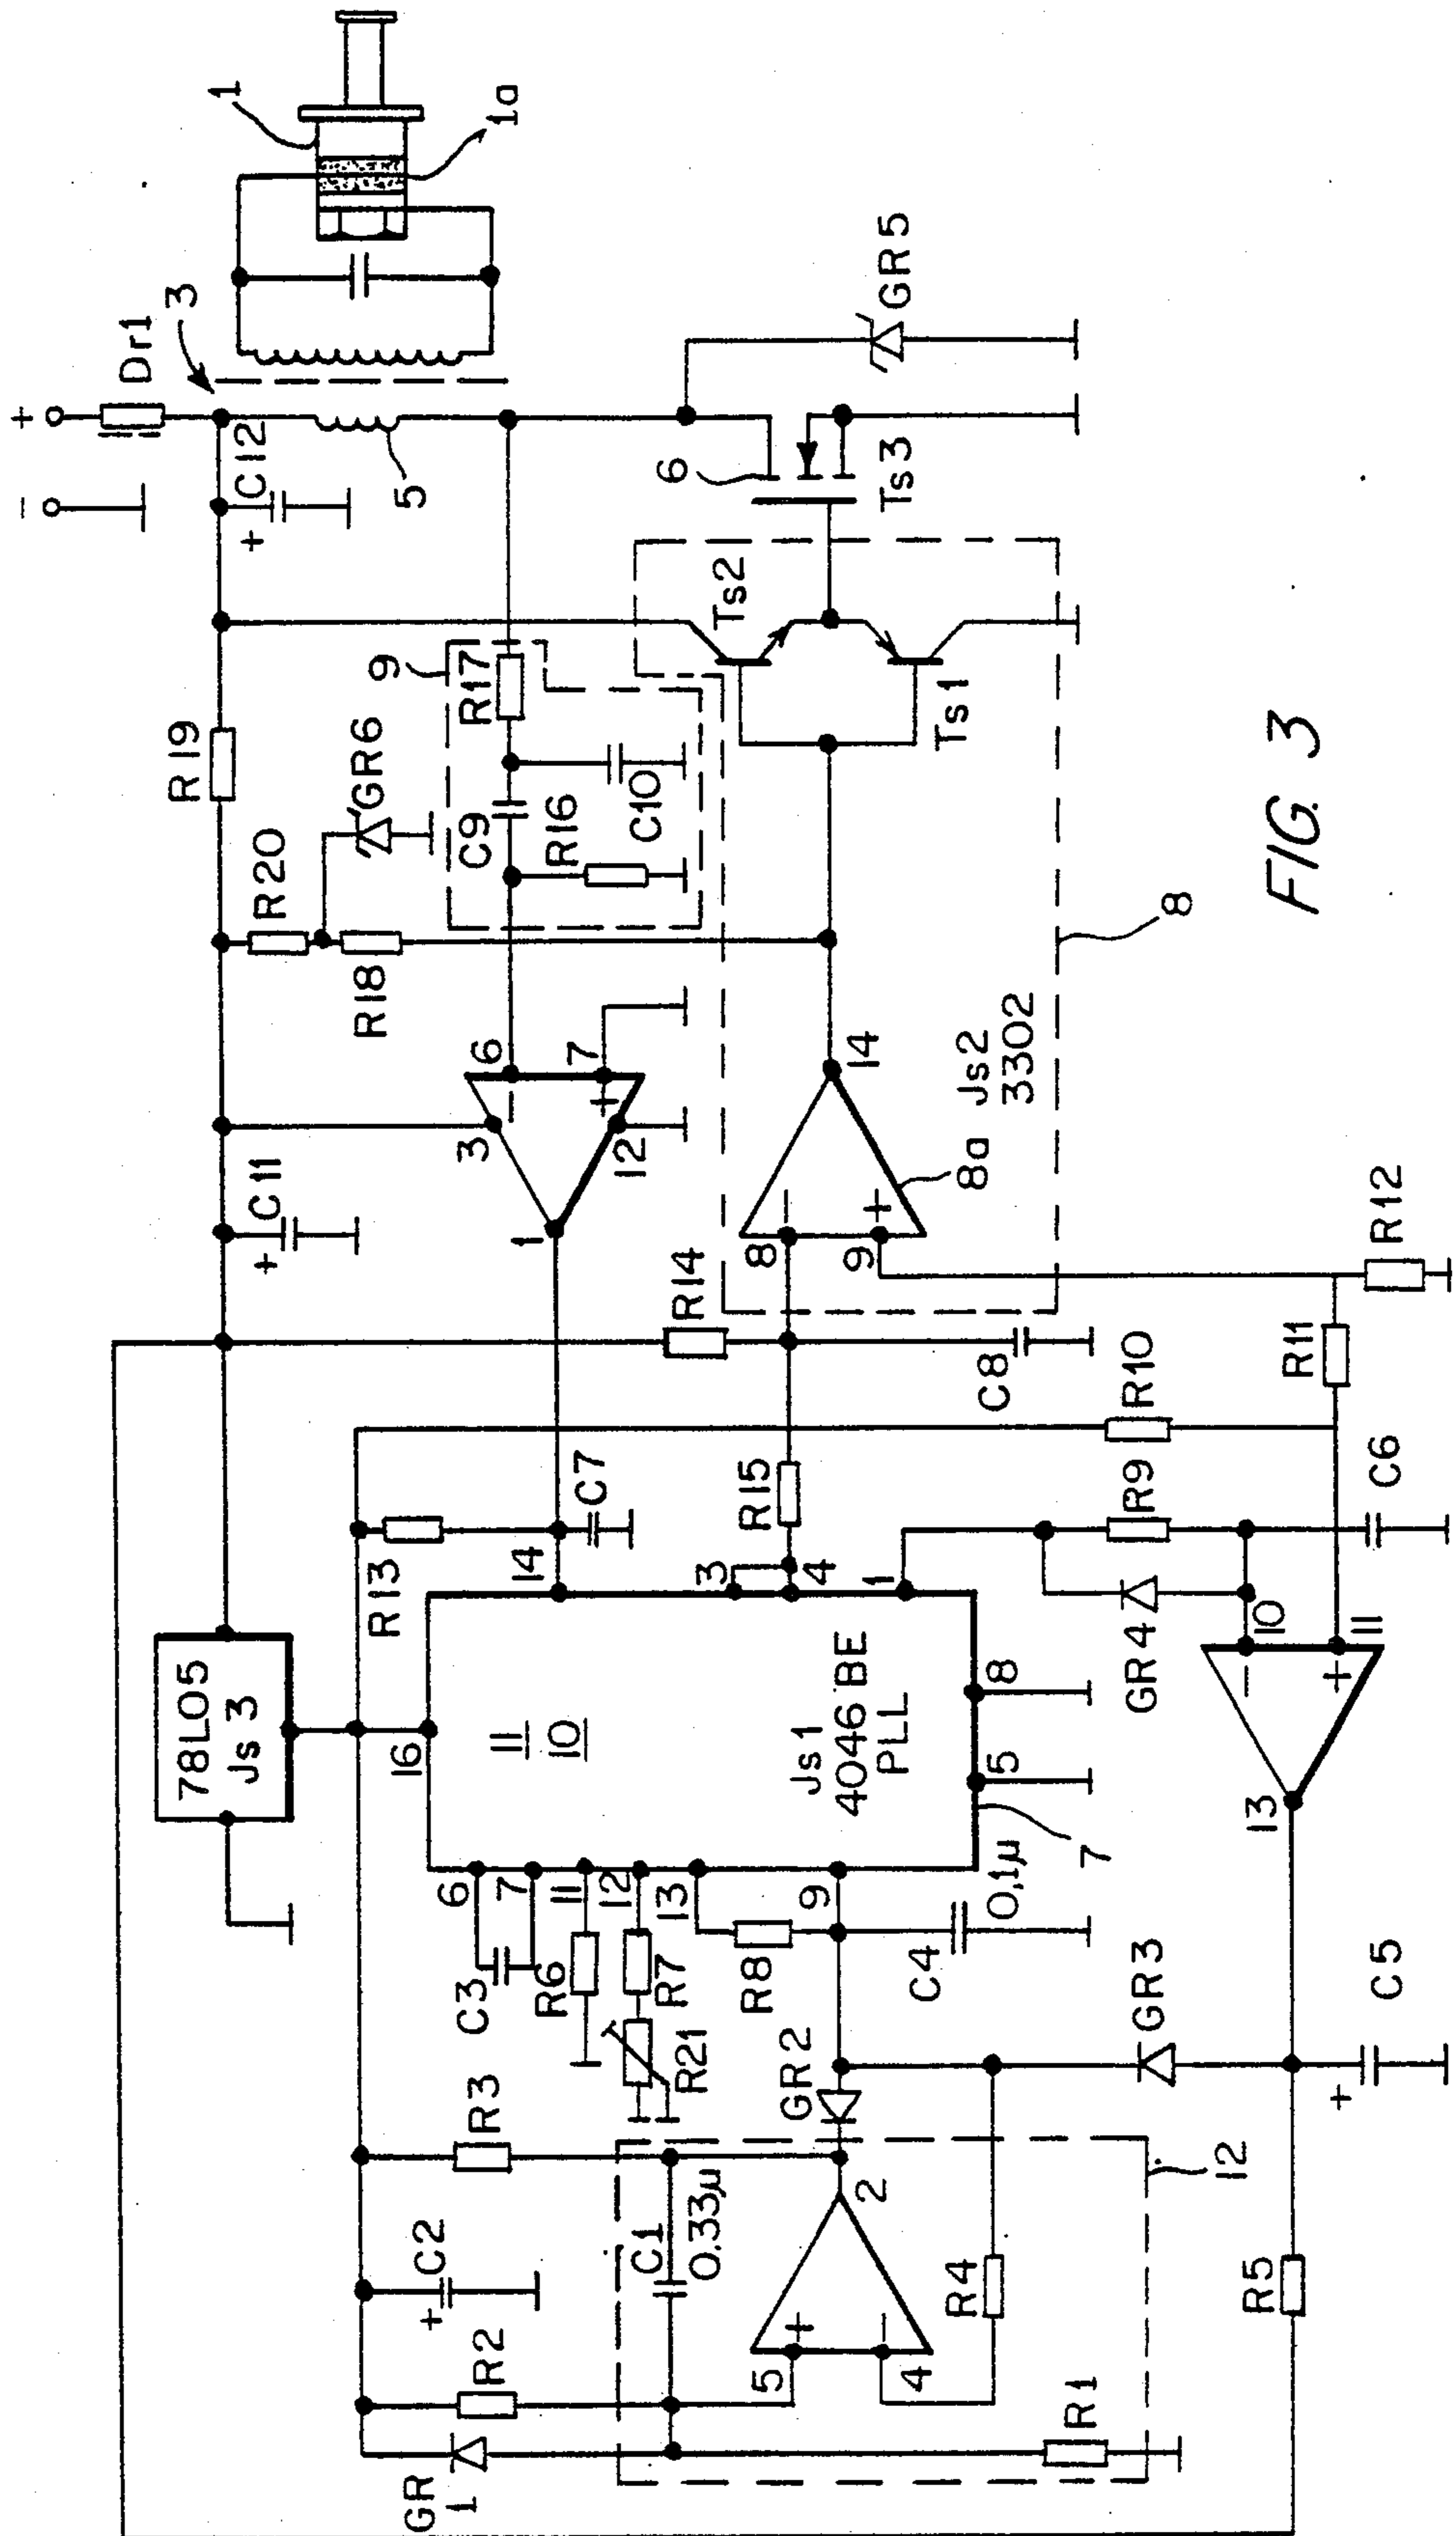 +
−
Dr1
3
1
1a
C12
+
5
R19
R20
GR6
R18
9
R17
C9
R16
C10
6
Ts3
GR5
Ts2
Ts1
C11
+
3
6
−
7
+
12
1
R14
8
−
9
+
14
8a
Js2
3302
8
R15
C8
R10
R11
R12
78L05
Js 3
R13
14
C7
16
11
10
3
4
1
Js1
4046 BE
PLL
5
8
7
6
7
11
12
13
9
C3
R6
R7
R21
R8
C4
0,1µ
GR4
R9
C6
10
−
11
+
13
GR2
GR3
C5
+
R3
C2
+
R2
C1
0.33µ
GR
1
2
5
+
4
−
R4
R1
12
R5
FIG. 3